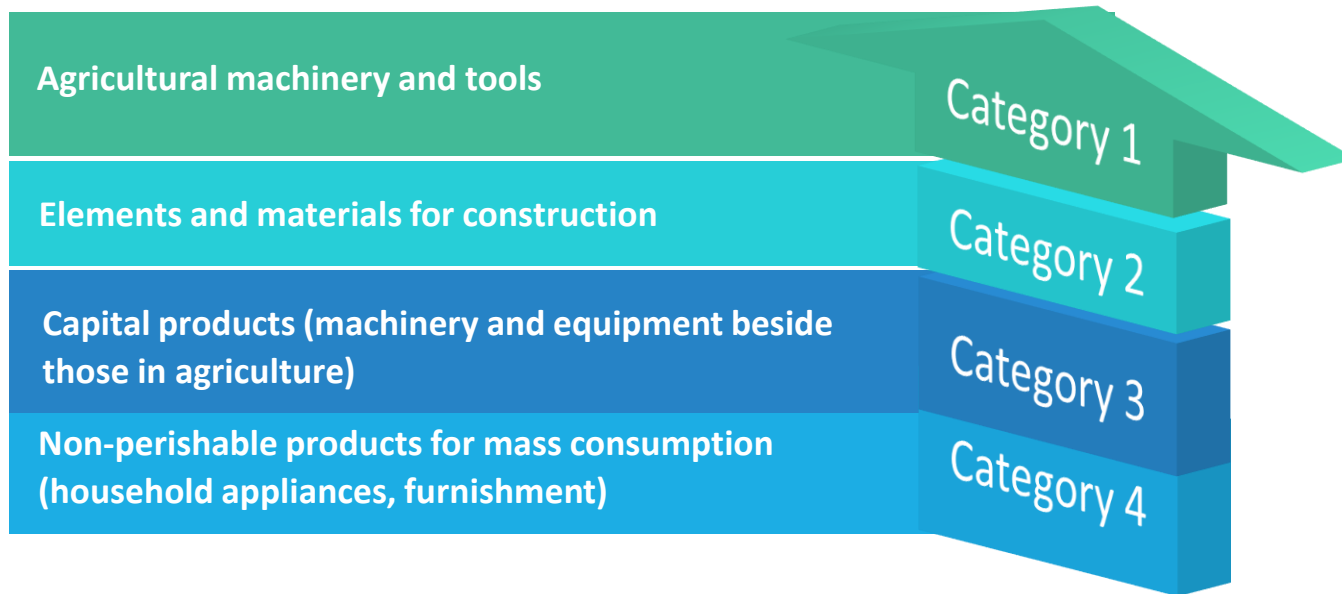 Agricultural machinery and tools
Category 1
Elements and materials for construction
Category 2
Capital products (machinery and equipment beside
those in agriculture)
Category 3
Non-perishable products for mass consumption
(household appliances, furnishment)
Category 4